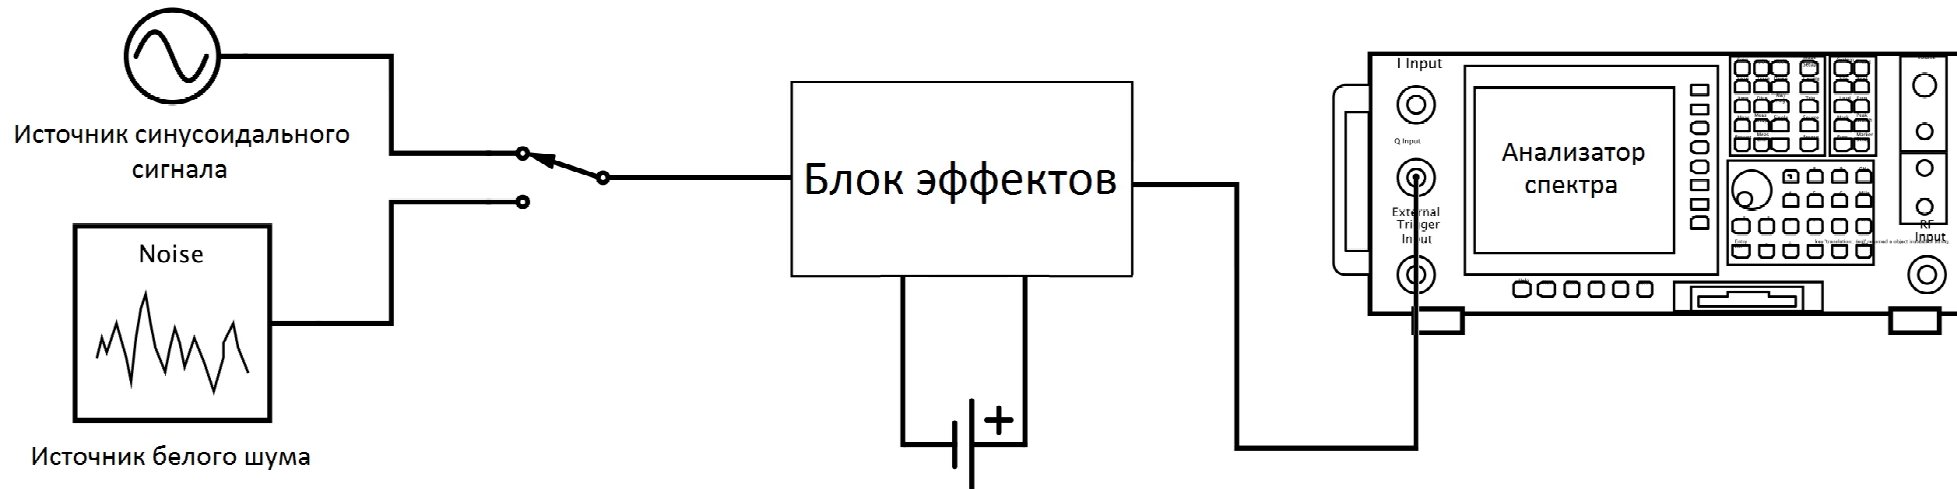 Источник синусоидального
сигнала
Noise
Источник белого шума
Блок эффектов
+
I Input
Q Input
External
Trigger
Input
Анализатор
спектра
RF
Input